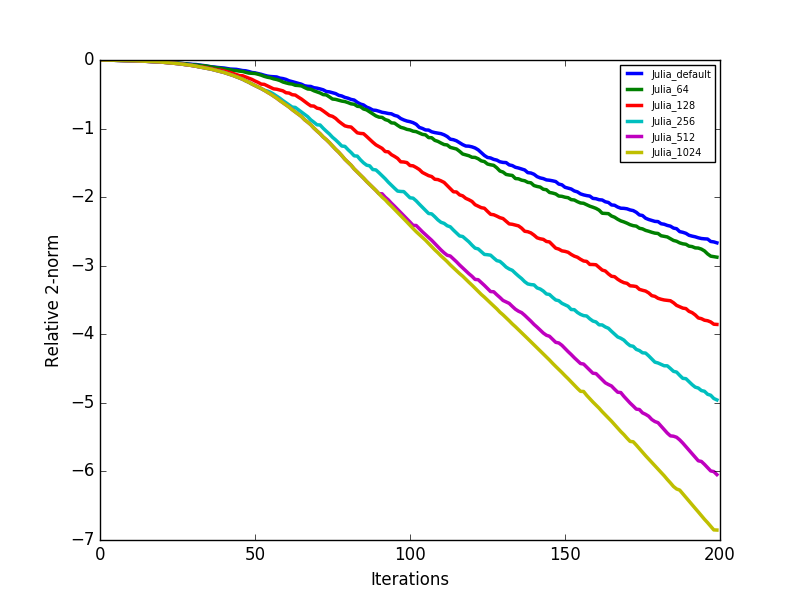 0
−1
−2
−3
−4
−5
−6
−7
Relative 2-norm
Julia_default
Julia_64
Julia_128
Julia_256
Julia_512
Julia_1024
0 50 100 150 200
Iterations